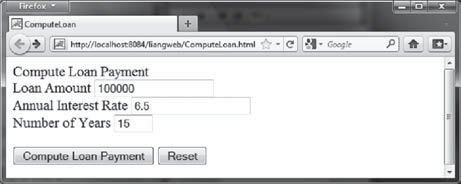 Firefox
ComputeLoan
http://localhost:8084/liangweb/ComputeLoan.html
Google
Compute Loan Payment
Loan Amount 100000
Annual Interest Rate 6.5
Number of Years 15
Compute Loan Payment Reset